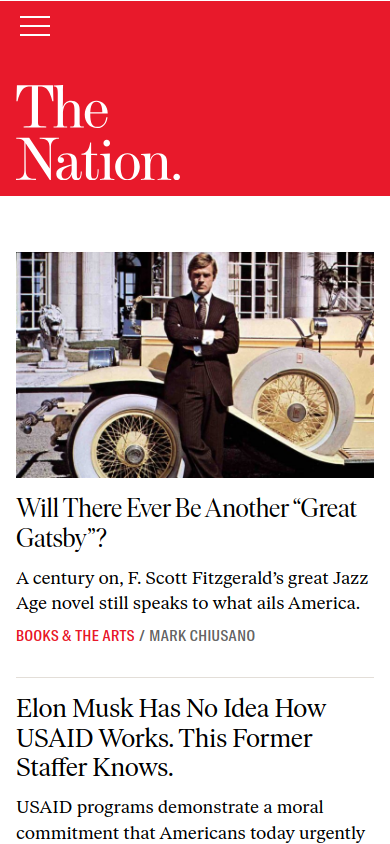 The
Nation.
Will There Ever Be Another “Great
Gatsby”?
A century on, F. Scott Fitzgerald’s great Jazz
Age novel still speaks to what ails America.
BOOKS & THE ARTS / MARK CHIUSANO
Elon Musk Has No Idea How
USAID Works. This Former
Staffer Knows.
USAID programs demonstrate a moral
commitment that Americans today urgently